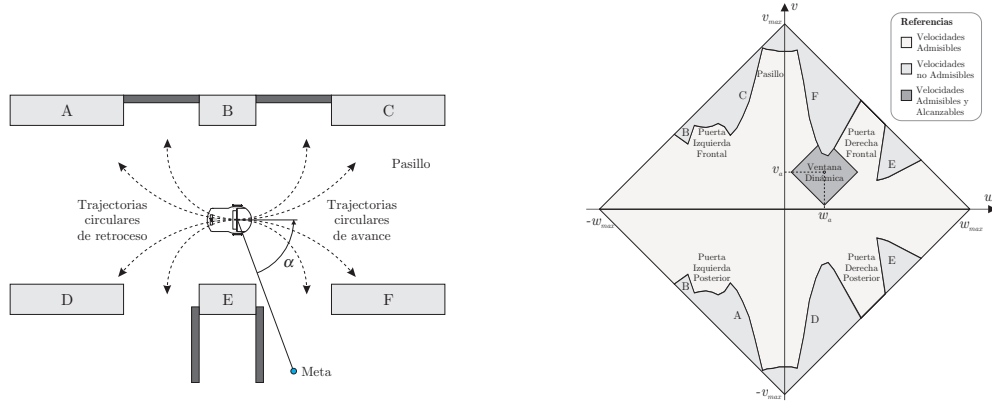 A
B
C
Pasillo
Trajectorias
circulares
de retroceso
Trajectorias
circulares
de avance
α
D
E
F
Meta
v
v_max
Referencias
Velocidades
Admisibles
Velocidades
no Admisibles
Velocidades
Admisibles y
Alcanzables
Pasillo
C
F
B
Puerta
Izquierda
Frontal
Puerta
Derecha
Frontal
E
v_a
Ventana
Dinámica
w
-w_max
w_a
w_max
Puerta
Izquierda
Posterior
Puerta
Derecha
Posterior
E
B
A
D
-v_max